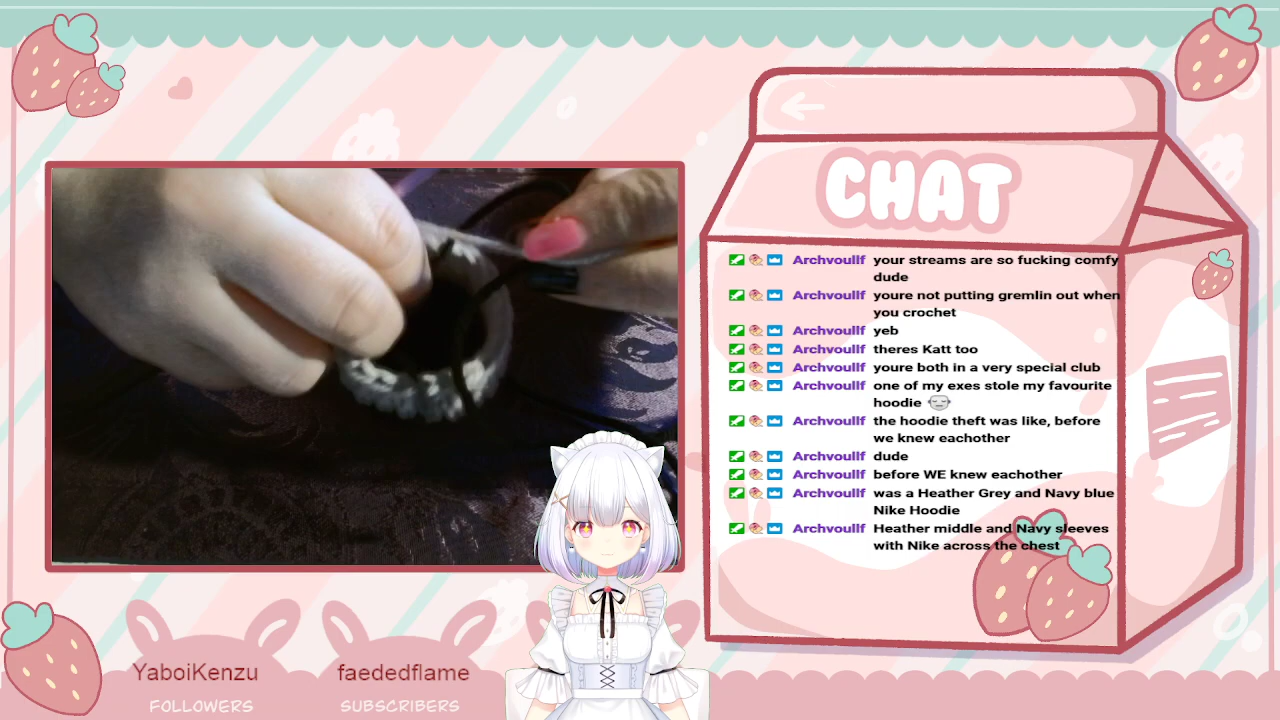 CHAT
Archvoullf your streams are so fucking comfy
dude
Archvoullf youre not putting gremlin out when
you crochet
Archvoullf yeb
Archvoullf theres Katt too
Archvoullf youre both in a very special club
Archvoullf one of my exes stole my favourite
hoodie
Archvoullf the hoodie theft was like, before
we knew eachother
Archvoullf dude
Archvoullf before WE knew eachother
Archvoullf was a Heather Grey and Navy blue
Nike Hoodie
Archvoullf Heather middle and Navy sleeves
with Nike across the chest
YaboiKenzu faededflame
FOLLOWERS SUBSCRIBERS